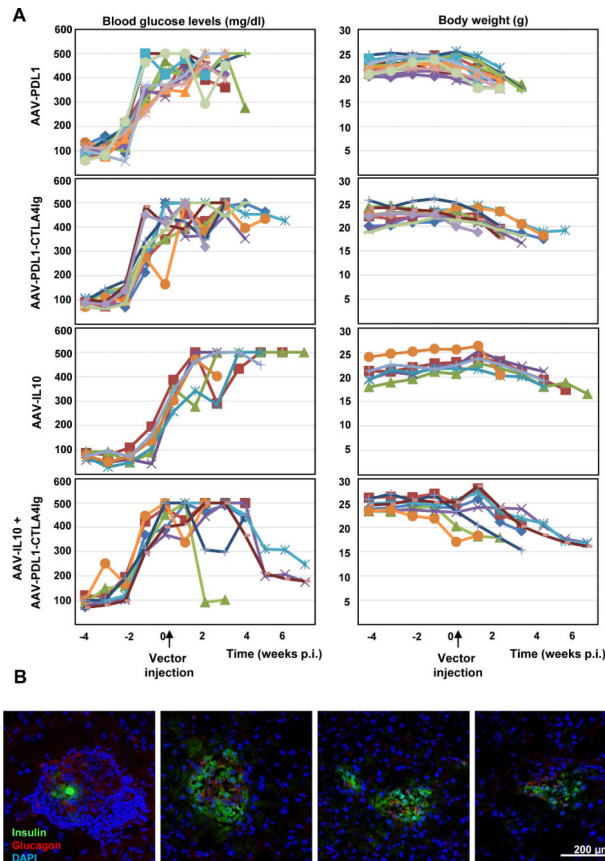 A
Blood glucose levels (mg/dl)
Body weight (g)
AAV-PDL1
600
500
400
300
200
100
30
25
20
15
10
5
AAV-PDL1-CTLA4Ig
600
500
400
300
200
100
30
25
20
15
10
5
AAV-IL10
600
500
400
300
200
100
30
25
20
15
10
5
AAV-IL10 +
AAV-PDL1-CTLA4Ig
600
500
400
300
200
100
30
25
20
15
10
5
-4 -2 0 2 4 6
-4 -2 0 2 4 6
Vector
injection
Time (weeks p.i.)
Vector
injection
Time (weeks p.i.)
B
Insulin
Glucagon
DAPI
200 µm